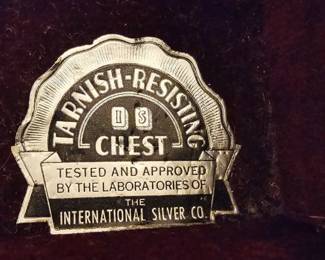 TARNISH-RESISTING
IS
CHEST
TESTED AND APPROVED
BY THE LABORATORIES OF
THE
INTERNATIONAL SILVER CO.